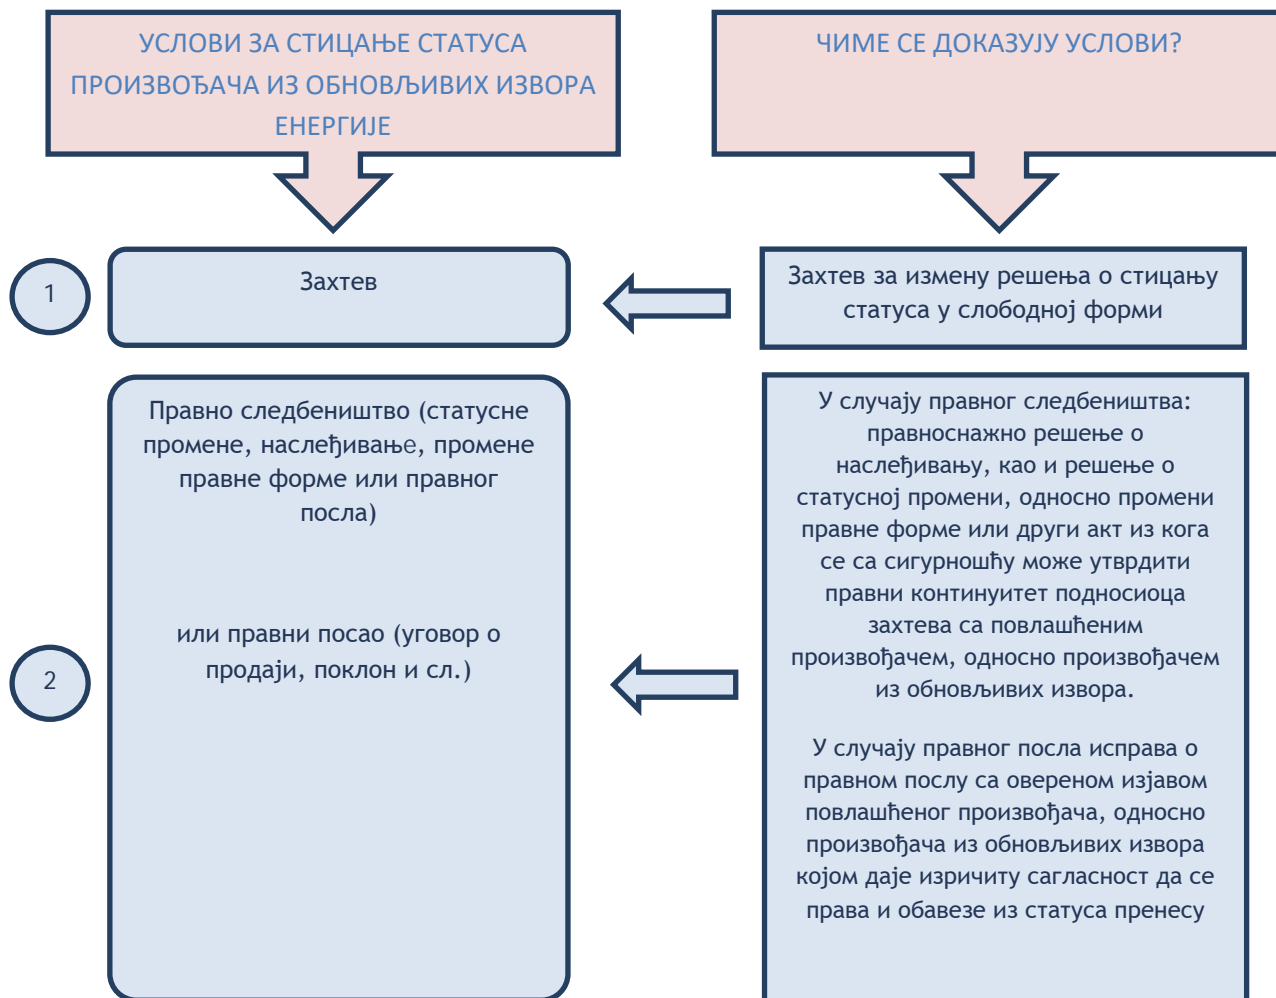 УСЛОВИ ЗА СТИЦАЊЕ СТАТУСА
ПРОИЗВОЂАЧА ИЗ ОБНОВЉИВИХ ИЗВОРА
ЕНЕРГИЈЕ
ЧИМЕ СЕ ДОКАЗУЈУ УСЛОВИ?
1
Захтев
Захтев за измену решења о стицању
статуса у слободној форми
2
Правно следбеништво (статусне
промене, наслеђивање, промене
правне форме или правног
посла)
или правни посао (уговор о
продаји, поклон и сл.)
У случају правног следбеништва:
правноснажно решење о
наслеђивању, као и решење о
статусној промени, односно промени
правне форме или други акт из кога
се са сигурношћу може утврдити
правни континуитет подносиоца
захтева са повлашћеним
произвођачем, односно произвођачем
из обновљивих извора.
У случају правног посла исправа о
правном послу са овереном изјавом
повлашћеног произвођача, односно
произвођача из обновљивих извора
којом даје изричиту сагласност да се
права и обавезе из статуса пренесу